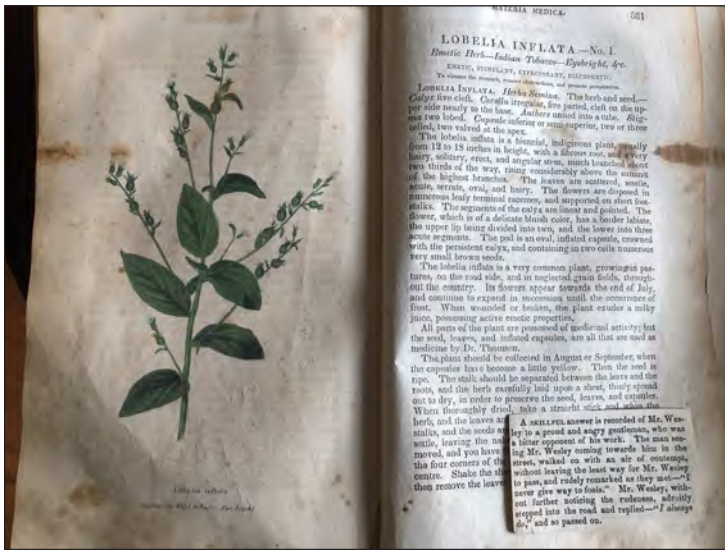 Lobelia inflata
MATERIA MEDICA. 561
LOBELIA INFLATA.—No. 1.
Emetic Herb—Indian Tobacco—Eyebright, &c.
EMETIC, STIMULANT, EXPECTORANT, DIAPHORETIC.
To cleanse the stomach, remove obstructions, and promote perspiration.
LOBELIA INFLATA. Herba Semina. The herb and seed.—
Calyx five cleft. Corolla irregular, five parted, cleft on the up-
per side nearly to the base. Anthers united into a tube. Stig-
ma two lobed. Capsule inferior or semi-superior, two or three
celled, two valved at the apex.
The lobelia inflata is a biennial, indigenous plant, usually
from 12 to 18 inches in height, with a fibrous root, and a very
hairy, solitary, erect, and angular stem, much branched about
two thirds of the way, rising considerably above the summit
of the highest branches. The leaves are scattered, sessile,
acute, serrate, oval, and hairy. The flowers are disposed in
numerous leafy terminal racemes, and supported on short foot-
stalks. The segments of the calyx are linear and pointed. The
flower, which is of a delicate bluish color, has a border labiate,
the upper lip being divided into two, and the lower into three
acute segments. The pod is an oval, inflated capsule, crowned
with the persistent calyx, and containing in two cells numerous
very small brown seeds.
The lobelia inflata is a very common plant, growing in pas-
tures, on the road side, and in neglected grain fields, through-
out the country. Its flowers appear towards the end of July,
and continue to expand in succession until the occurrence of
frost. When wounded or broken, the plant exudes a milky
juice, possessing active emetic properties.
All parts of the plant are possessed of medicinal activity; but
the seed, leaves, and inflated capsules, are all that are used as
medicine by Dr. Thomson.
The plant should be collected in August or September, when
the capsules have become a little yellow. Then the seed is
ripe. The stalk should be separated between the leavs and the
roots, and the herb carefully laid upon a sheet, thinly spread
out to dry, in order to preserve the seed, leaves, and capsules.
When thoroughly dried, take a straight stick and when the
herb, and the leaves an
stalks, and the seeds ar
settle, leaving the nak
moved, and you have
the four corners of the
centre. Shake the sh
then remove the leave
A SKILLFUL answer is recorded of Mr. Wes-
ley to a proud and angry gentleman, who was
a bitter opponent of his work. The man see-
ing Mr. Wesley coming towards him in the
street, walked on with an air of contempt,
without leaving the least way for Mr. Wesley
to pass, and rudely remarked as they met—"I
never give way to fools." Mr. Wesley, with-
out further noticing the rudeness, adroitly
stepped into the road and replied—"I always
do," and so passed on.